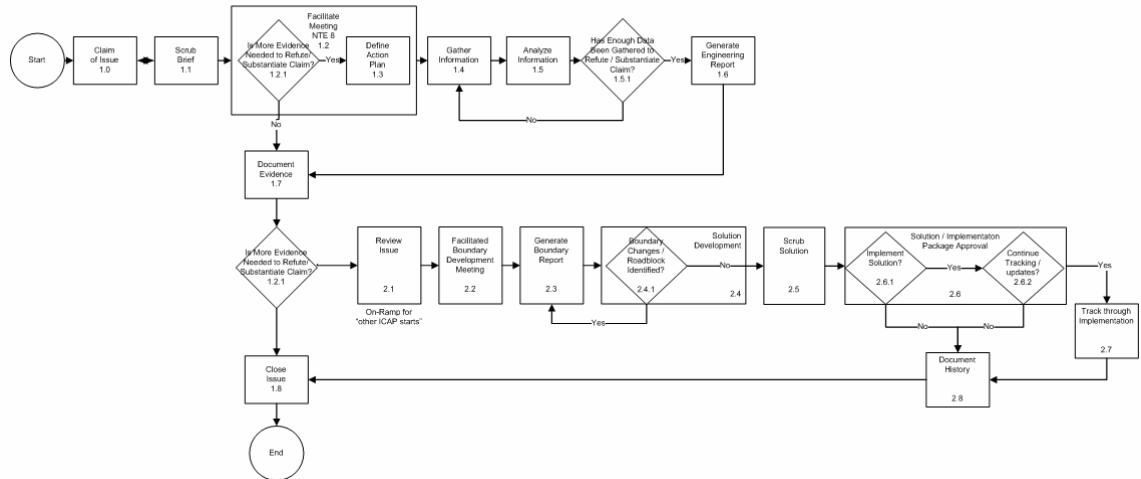 Start
Claim
of Issue
1.0
Scrub
Brief
1.1
Facilitate
Meeting
NTE 8
1.2
Is More Evidence
Needed to Refute/
Substantiate Claim?
1.2.1
Yes
Define
Action
Plan
1.3
Gather
Information
1.4
Analyze
Information
1.5
Has Enough Data
Been Gathered to
Refute / Substantiate
Claim?
1.5.1
Yes
Generate
Engineering
Report
1.6
No
No
Document
Evidence
1.7
Is More Evidence
Needed to Refute/
Substantiate Claim?
1.2.1
Review
Issue
2.1
On-Ramp for
"other ICAP starts"
Facilitated
Boundary
Development
Meeting
2.2
Generate
Boundary
Report
2.3
Boundary
Changes /
Roadblock
Identified?
2.4.1
Yes
No
Solution
Development
2.4
Scrub
Solution
2.5
Solution / Implementaton
Package Approval
Implement
Solution?
2.6.1
Yes
2.6
Continue
Tracking /
updates?
2.6.2
Yes
No
No
Track through
Implementation
2.7
Document
History
2.8
Close
Issue
1.8
End